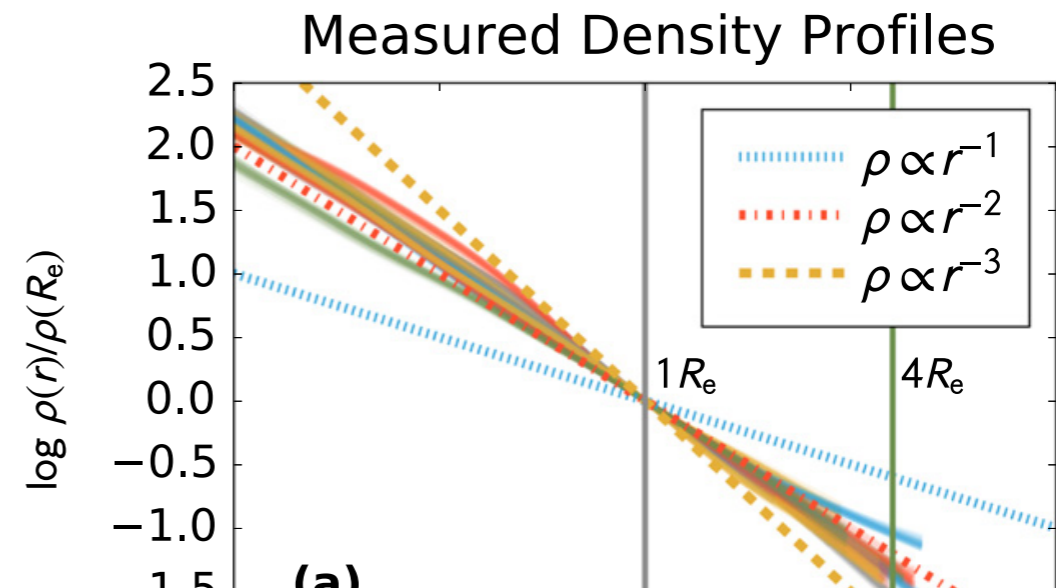 Measured Density Profiles
2.5
2.0
1.5
1.0
0.5
0.0
−0.5
−1.0
log ρ(r)/ρ(Rₑ)
ρ ∝ r⁻¹
ρ ∝ r⁻²
ρ ∝ r⁻³
1Rₑ
4Rₑ
(a)